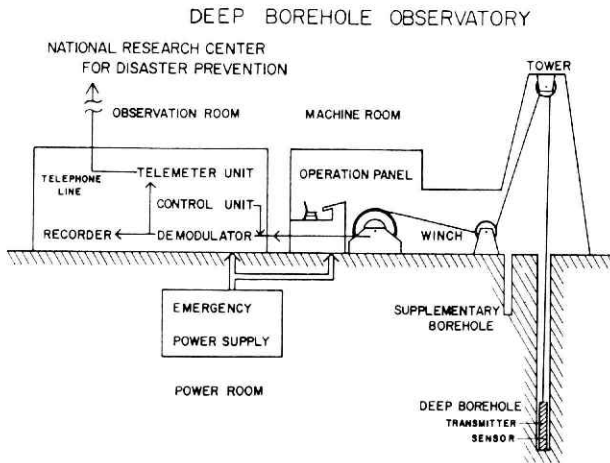 DEEP BOREHOLE OBSERVATORY
NATIONAL RESEARCH CENTER
FOR DISASTER PREVENTION
TOWER
OBSERVATION ROOM
MACHINE ROOM
TELEPHONE
LINE
TELEMETER UNIT
OPERATION PANEL
CONTROL UNIT
RECORDER
DEMODULATOR
WINCH
EMERGENCY
POWER SUPPLY
SUPPLEMENTARY
BOREHOLE
POWER ROOM
DEEP BOREHOLE
TRANSMITTER
SENSOR